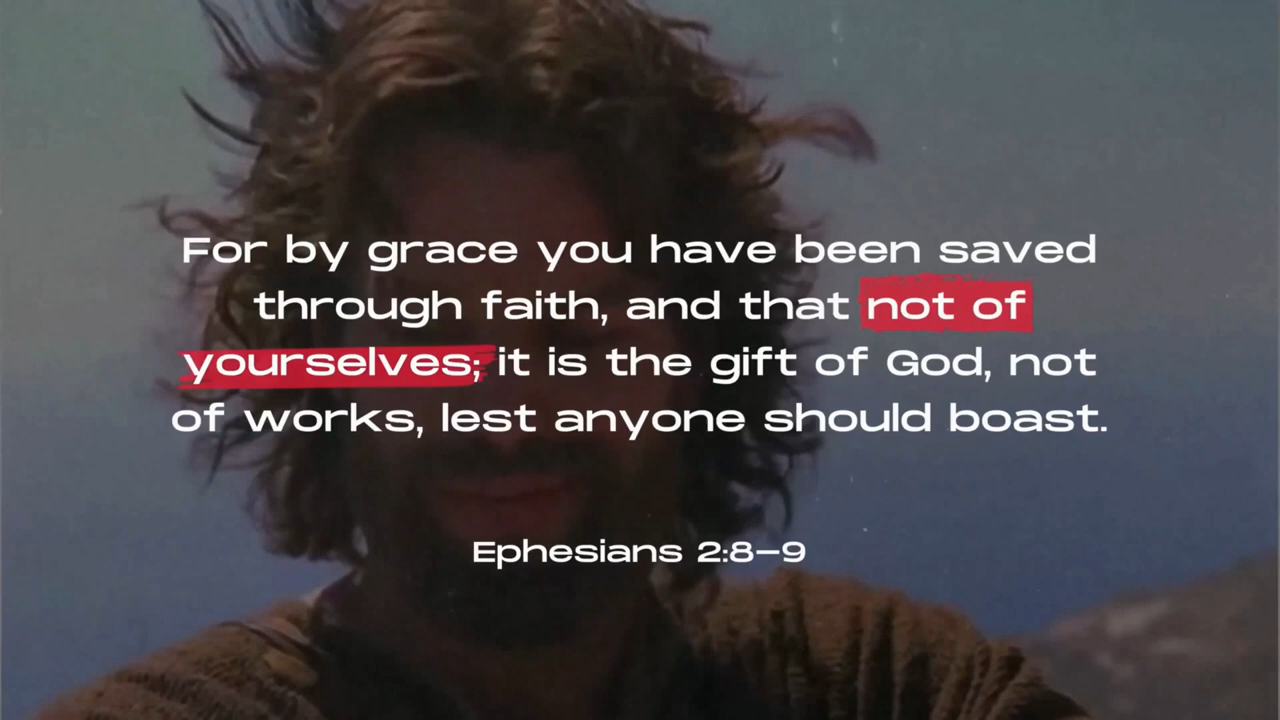 For by grace you have been saved
through faith, and that not of
yourselves; it is the gift of God, not
of works, lest anyone should boast.
Ephesians 2:8–9